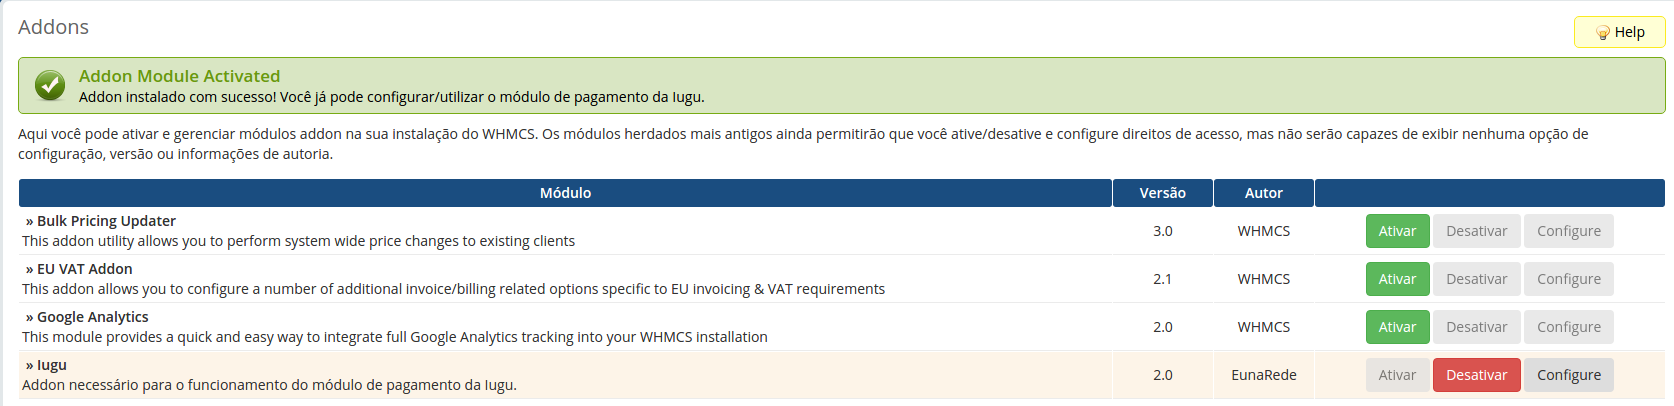 Addons
Help
Addon Module Activated
Addon instalado com sucesso! Você já pode configurar/utilizar o módulo de pagamento da Iugu.
Aqui você pode ativar e gerenciar módulos addon na sua instalação do WHMCS. Os módulos herdados mais antigos ainda permitirão que você ative/desative e configure direitos de acesso, mas não serão capazes de exibir nenhuma opção de
configuração, versão ou informações de autoria.
Módulo Versão Autor
» Bulk Pricing Updater
This addon utility allows you to perform system wide price changes to existing clients
3.0 WHMCS Ativar Desativar Configure
» EU VAT Addon
This addon allows you to configure a number of additional invoice/billing related options specific to EU invoicing & VAT requirements
2.1 WHMCS Ativar Desativar Configure
» Google Analytics
This module provides a quick and easy way to integrate full Google Analytics tracking into your WHMCS installation
2.0 WHMCS Ativar Desativar Configure
» Iugu
Addon necessário para o funcionamento do módulo de pagamento da Iugu.
2.0 EunaRede Ativar Desativar Configure